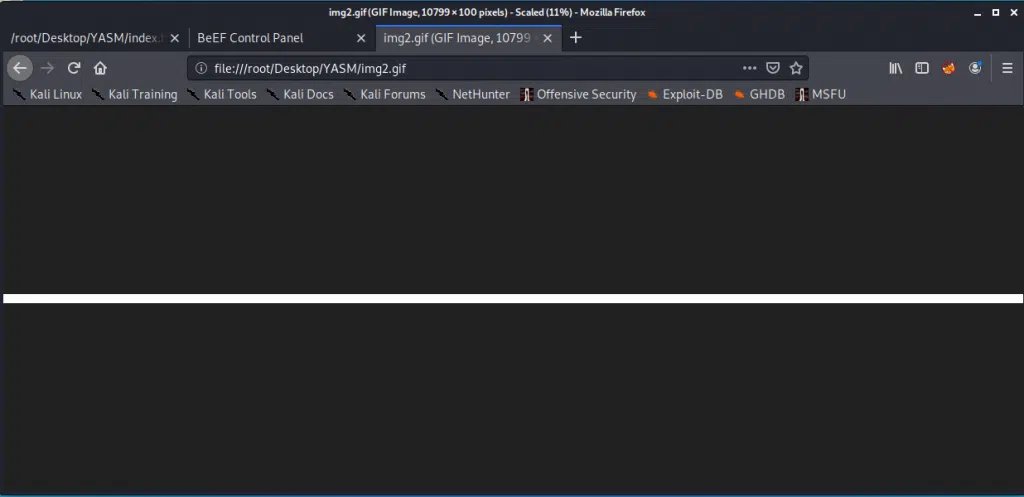 img2.gif (GIF Image, 10799 × 100 pixels) - Scaled (11%) - Mozilla Firefox
/root/Desktop/YASM/index.h BeEF Control Panel img2.gif (GIF Image, 10799 ×
file:///root/Desktop/YASM/img2.gif
Kali Linux Kali Training Kali Tools Kali Docs Kali Forums NetHunter Offensive Security Exploit-DB GHDB MSFU